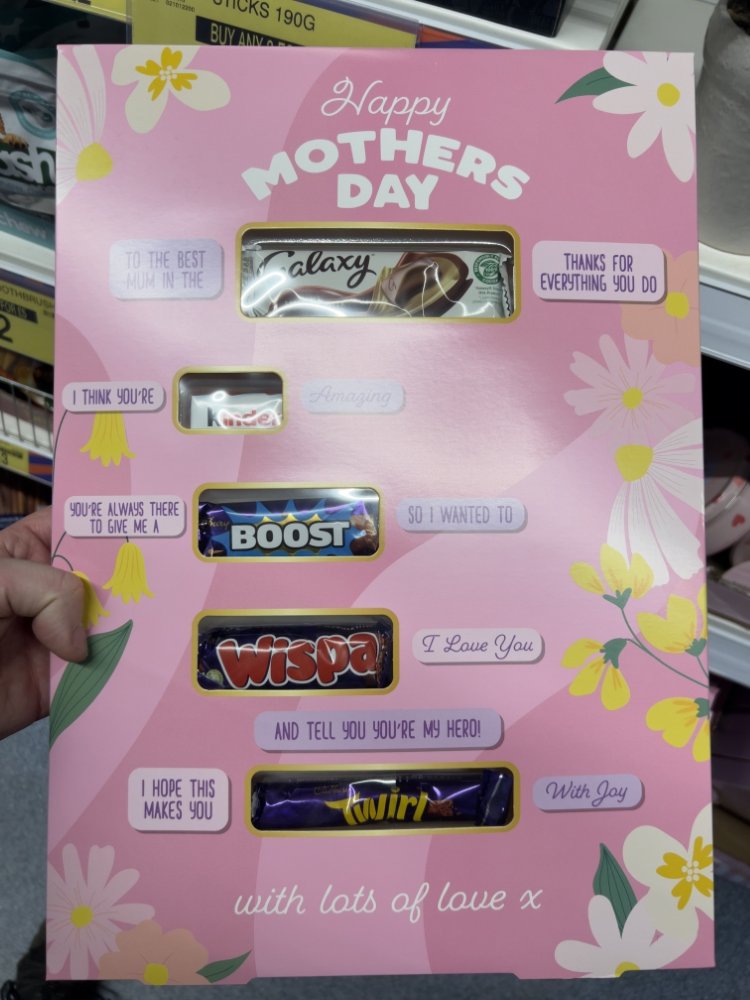 STICKS 190G
BUY ANY
Happy
MOTHERS
DAY
TO THE BEST
MUM IN THE
Galaxy
THANKS FOR
EVERYTHING YOU DO
I THINK YOU'RE
Kinder
Amazing
YOU'RE ALWAYS THERE
TO GIVE ME A
BOOST
SO I WANTED TO
Wispa
I Love You
AND TELL YOU YOU'RE MY HERO!
I HOPE THIS
MAKES YOU
Twirl
With Joy
with lots of love x